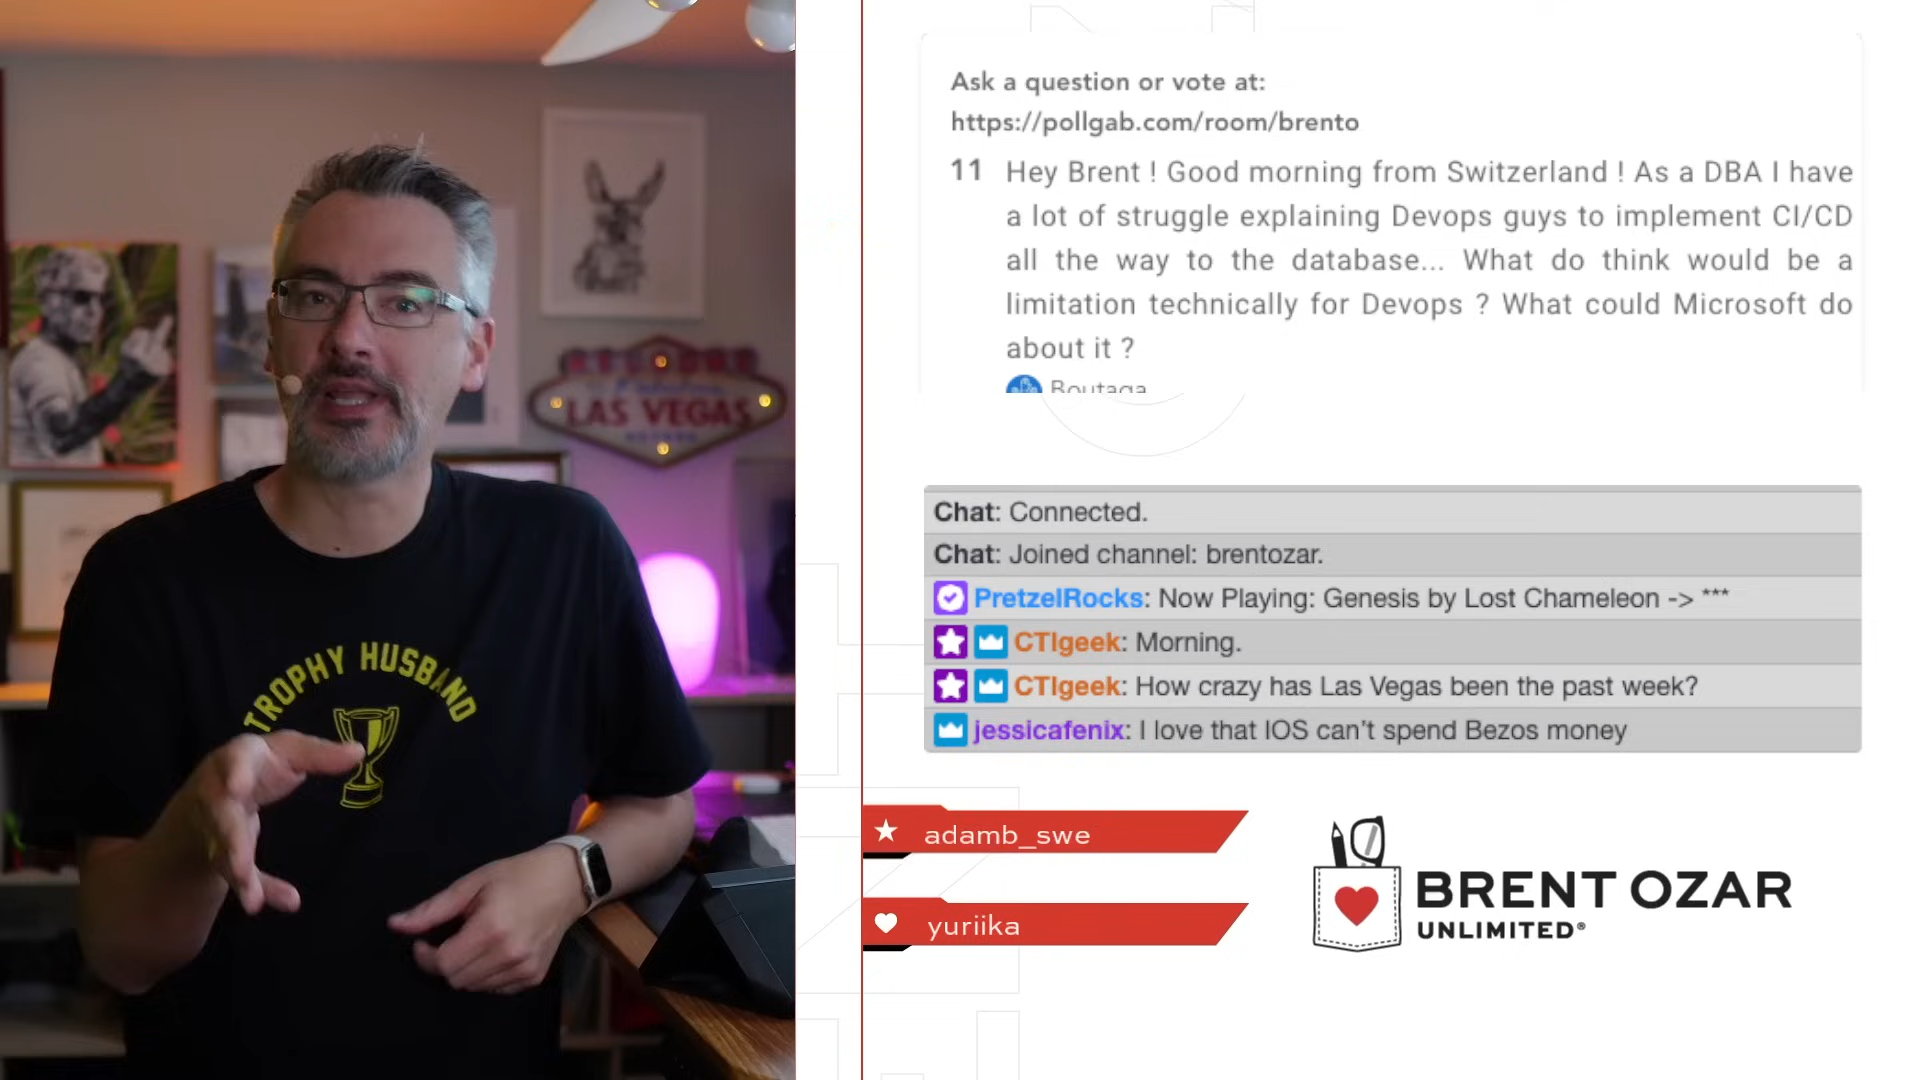 Ask a question or vote at:
https://pollgab.com/room/brento
11 Hey Brent ! Good morning from Switzerland ! As a DBA I have
a lot of struggle explaining Devops guys to implement CI/CD
all the way to the database... What do think would be a
limitation technically for Devops ? What could Microsoft do
about it ?
Boutaga
Chat: Connected.
Chat: Joined channel: brentozar.
PretzelRocks: Now Playing: Genesis by Lost Chameleon -> ***
CTIgeek: Morning.
CTIgeek: How crazy has Las Vegas been the past week?
jessicafenix: I love that IOS can't spend Bezos money
adamb_swe
yuriika
BRENT OZAR
UNLIMITED®
TROPHY HUSBAND
LAS VEGAS